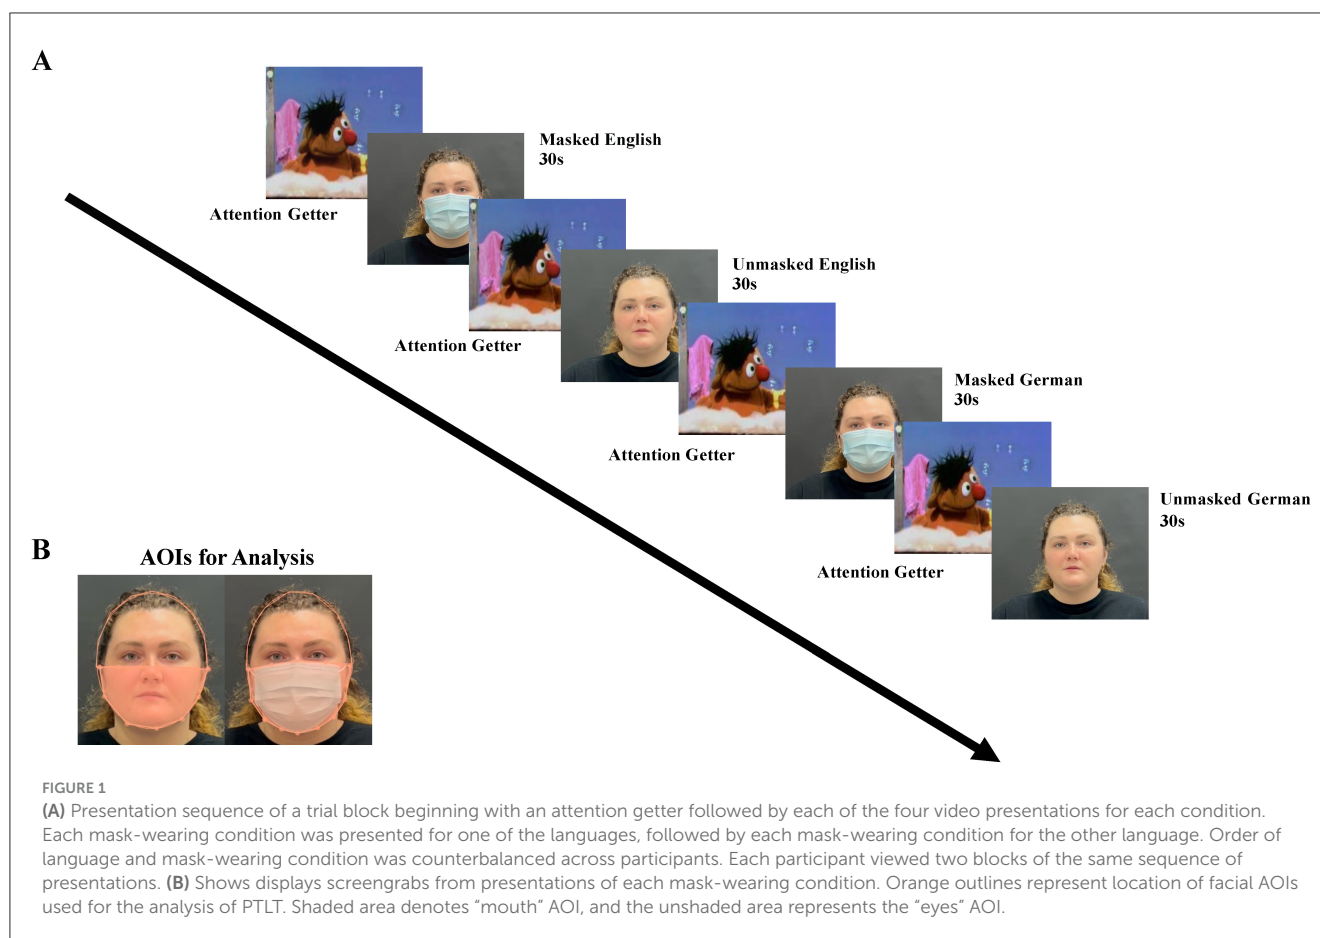 A
Masked English
30s
Attention Getter
Unmasked English
30s
Attention Getter
Masked German
30s
Attention Getter
Unmasked German
30s
Attention Getter
B
AOIs for Analysis
FIGURE 1
(A) Presentation sequence of a trial block beginning with an attention getter followed by each of the four video presentations for each condition.
Each mask-wearing condition was presented for one of the languages, followed by each mask-wearing condition for the other language. Order of
language and mask-wearing condition was counterbalanced across participants. Each participant viewed two blocks of the same sequence of
presentations. (B) Shows displays screengrabs from presentations of each mask-wearing condition. Orange outlines represent location of facial AOIs
used for the analysis of PTLT. Shaded area denotes “mouth” AOI, and the unshaded area represents the “eyes” AOI.